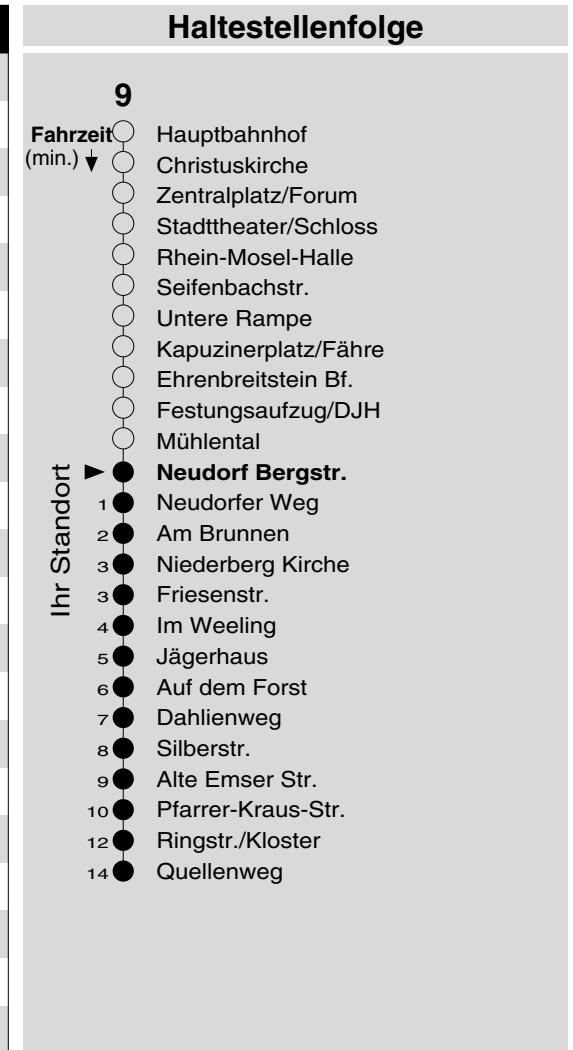 Haltestellenfolge
9
Fahrzeit
(min.)
Hauptbahnhof
Christuskirche
Zentralplatz/Forum
Stadttheater/Schloss
Rhein-Mosel-Halle
Seifenbachstr.
Untere Rampe
Kapuzinerplatz/Fähre
Ehrenbreitstein Bf.
Festungsaufzug/DJH
Mühlental
Ihr Standort
Neudorf Bergstr.
1 Neudorfer Weg
2 Am Brunnen
3 Niederberg Kirche
3 Friesenstr.
4 Im Weeling
5 Jägerhaus
6 Auf dem Forst
7 Dahlienweg
8 Silberstr.
9 Alte Emser Str.
10 Pfarrer-Kraus-Str.
12 Ringstr./Kloster
14 Quellenweg